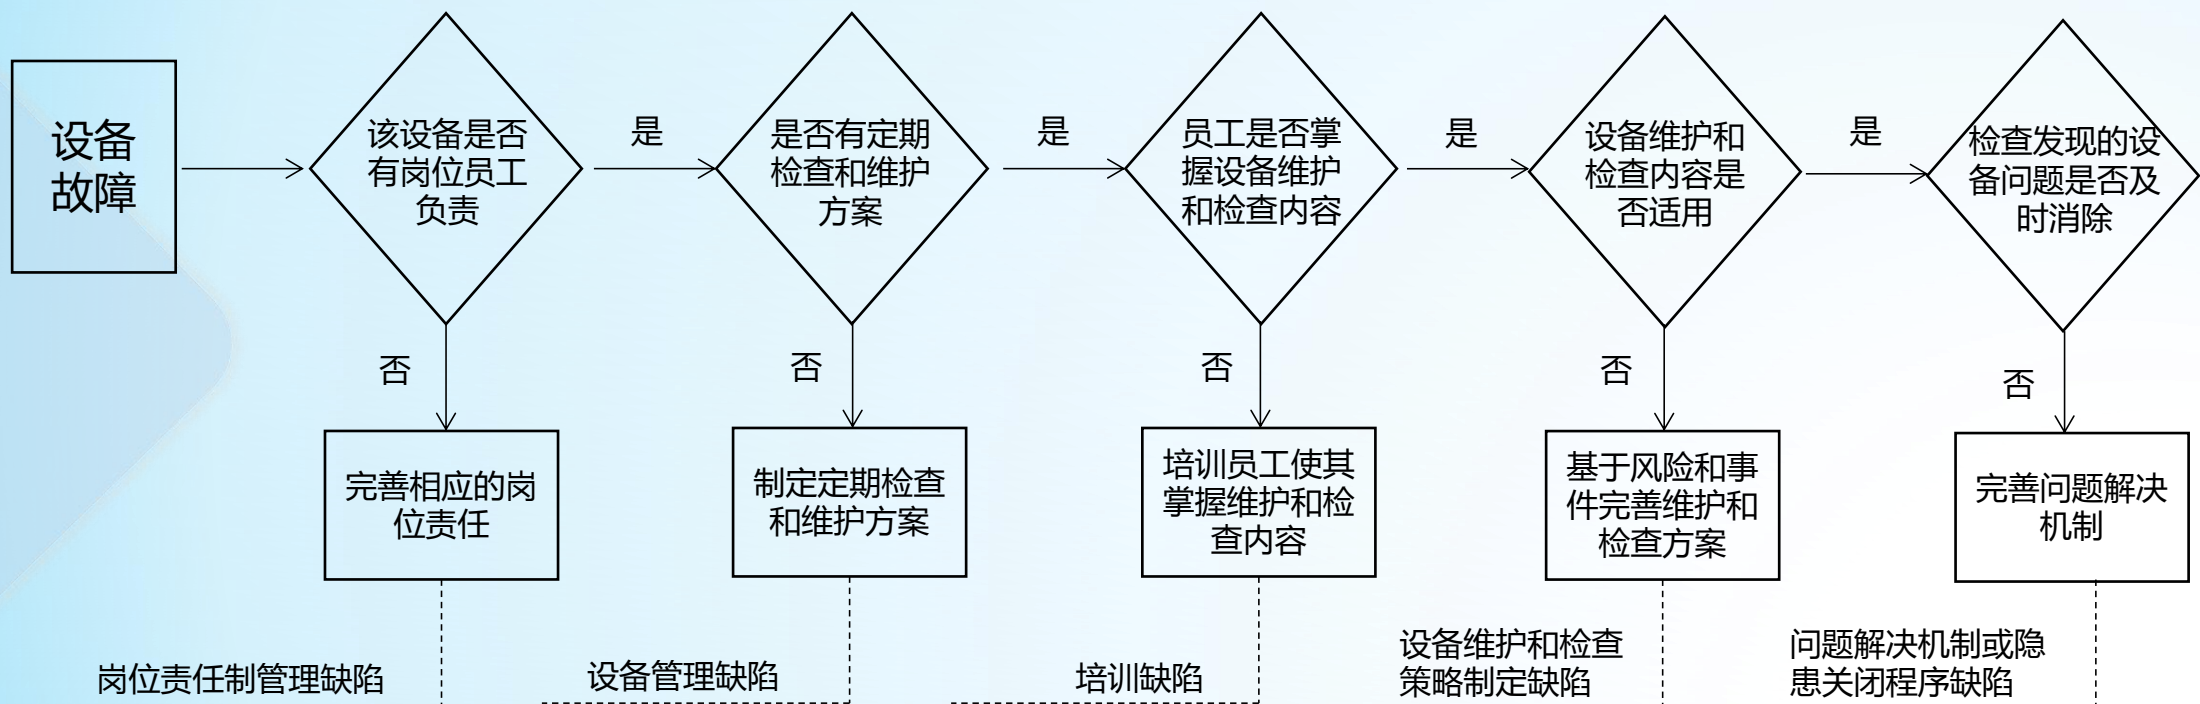 设备
故障
该设备是否
有岗位员工
负责
是
是否有定期
检查和维护
方案
是
员工是否掌
握设备维护
和检查内容
是
设备维护和
检查内容是
否适用
是
检查发现的设
备问题是否及
时消除
否
否
否
否
否
完善相应的岗
位责任
制定定期检查
和维护方案
培训员工使其
掌握维护和检
查内容
基于风险和事
件完善维护和
检查方案
完善问题解决
机制
岗位责任制管理缺陷
设备管理缺陷
培训缺陷
设备维护和检查
策略制定缺陷
问题解决机制或隐
患关闭程序缺陷